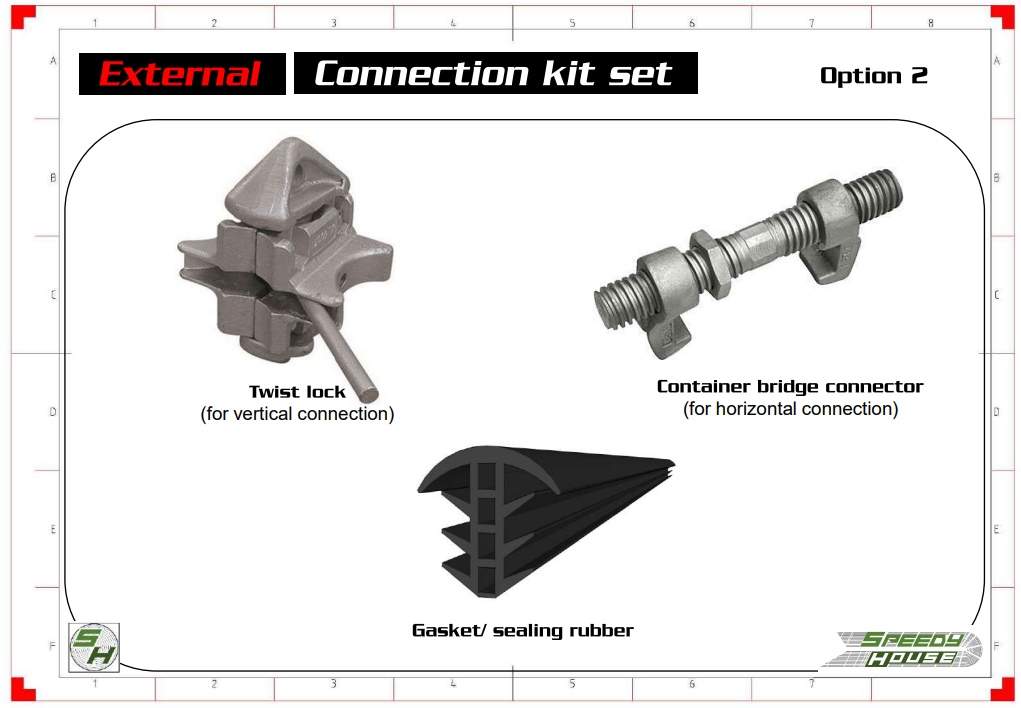 1 2 3 4 5 6 7 8
External Connection kit set Option 2
A A
B B
C C
Twist lock
(for vertical connection)
Container bridge connector
(for horizontal connection)
D D
E E
Gasket/ sealing rubber
F F
SH
SPEEDY
HOUSE
1 2 3 4 5 6 7